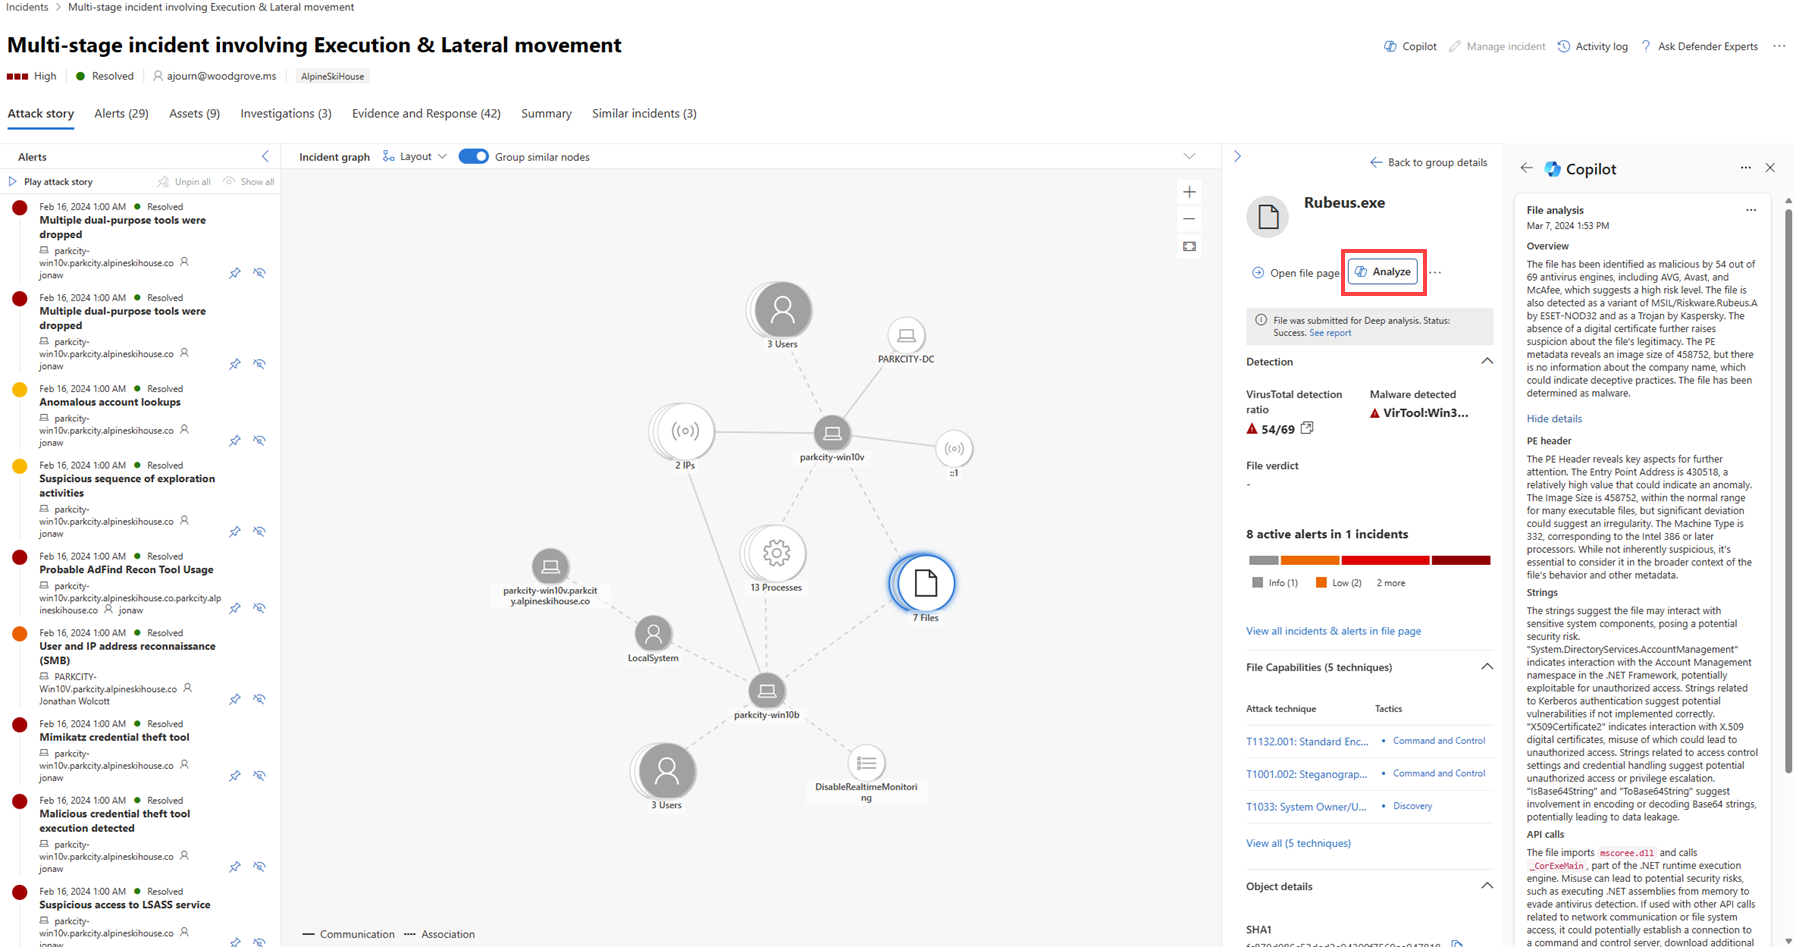 Incidents > Multi-stage incident involving Execution & Lateral movement
Multi-stage incident involving Execution & Lateral movement
Copilot
Manage incident
Activity log
? Ask Defender Experts
...
High
Resolved
ajourn@woodgrove.ms
AlpineSkiHouse
Attack story
Alerts (29)
Assets (9)
Investigations (3)
Evidence and Response (42)
Summary
Similar incidents (3)
Alerts
Play attack story
Unpin all
Show all
Feb 16, 2024 1:00 AM Resolved
Multiple dual-purpose tools were
dropped
parkcity-
win10v.parkcity.alpineskihouse.co
jonaw
Feb 16, 2024 1:00 AM Resolved
Multiple dual-purpose tools were
dropped
parkcity-
win10v.parkcity.alpineskihouse.co
jonaw
Feb 16, 2024 1:00 AM Resolved
Anomalous account lookups
parkcity-
win10v.parkcity.alpineskihouse.co
jonaw
Feb 16, 2024 1:00 AM Resolved
Suspicious sequence of exploration
activities
parkcity-
win10v.parkcity.alpineskihouse.co
jonaw
Feb 16, 2024 1:00 AM Resolved
Probable AdFind Recon Tool Usage
parkcity-
win10v.parkcity.alpineskihouse.co.parkcity.alp
ineskihouse.co jonaw
Feb 16, 2024 1:00 AM Resolved
User and IP address reconnaissance
(SMB)
PARKCITY-
Win10V.parkcity.alpineskihouse.co
Jonathan Wolcott
Feb 16, 2024 1:00 AM Resolved
Mimikatz credential theft tool
parkcity-
win10v.parkcity.alpineskihouse.co
jonaw
Feb 16, 2024 1:00 AM Resolved
Malicious credential theft tool
execution detected
parkcity-
win10v.parkcity.alpineskihouse.co
jonaw
Feb 16, 2024 1:00 AM Resolved
Suspicious access to LSASS service
parkcity-
win10v.parkcity.alpineskihouse.co
jonaw
Incident graph
Layout
Group similar nodes
3 Users
PARKCITY-DC
2 IPs
parkcity-win10v
::1
13 Processes
parkcity-win10v.parkcit
y.alpineskihouse.co
7 Files
LocalSystem
parkcity-win10b
3 Users
DisableRealtimeMonitori
ng
Communication
Association
Back to group details
Rubeus.exe
Open file page
Analyze
...
File was submitted for Deep analysis. Status:
Success. See report
Detection
VirusTotal detection
ratio
54/69
Malware detected
VirTool:Win3...
File verdict
-
8 active alerts in 1 incidents
Info (1)
Low (2)
2 more
View all incidents & alerts in file page
File Capabilities (5 techniques)
Attack technique
Tactics
T1132.001: Standard Enc... • Command and Control
T1001.002: Steganograp... • Command and Control
T1033: System Owner/U... • Discovery
View all (5 techniques)
Object details
SHA1
Copilot
...
File analysis
...
Mar 7, 2024 1:53 PM
Overview
The file has been identified as malicious by 54 out of
69 antivirus engines, including AVG, Avast, and
McAfee, which suggests a high risk level. The file is
also detected as a variant of MSIL/Riskware.Rubeus.A
by ESET-NOD32 and as a Trojan by Kaspersky. The
absence of a digital certificate further raises
suspicion about the file's legitimacy. The PE
metadata reveals an image size of 458752, but there
is no information about the company name, which
could indicate deceptive practices. The file has been
determined as malware.
Hide details
PE header
The PE Header reveals key aspects for further
attention. The Entry Point Address is 430518, a
relatively high value that could indicate an anomaly.
The Image Size is 458752, within the normal range
for many executable files, but significant deviation
could suggest an irregularity. The Machine Type is
332, corresponding to the Intel 386 or later
processors. While not inherently suspicious, it's
essential to consider it in the broader context of the
file's behavior and other metadata.
Strings
The strings suggest the file may interact with
sensitive system components, posing a potential
security risk.
"System.DirectoryServices.AccountManagement"
indicates interaction with the Account Management
namespace in the .NET Framework, potentially
exploitable for unauthorized access. Strings related
to Kerberos authentication suggest potential
vulnerabilities if not implemented correctly.
"X509Certificate2" indicates interaction with X.509
digital certificates, misuse of which could lead to
unauthorized access. Strings related to access control
settings and credential handling suggest potential
unauthorized access or privilege escalation.
"IsBase64String" and "ToBase64String" suggest
involvement in encoding or decoding Base64 strings,
potentially leading to data leakage.
API calls
The file imports mscoree.dll and calls
_CorExeMain, part of the .NET runtime execution
engine. Misuse can lead to potential security risks,
such as executing .NET assemblies from memory to
evade antivirus detection. If used with other API calls
related to network communication or file system
access, it could potentially establish a connection to
a command and control server, download additional